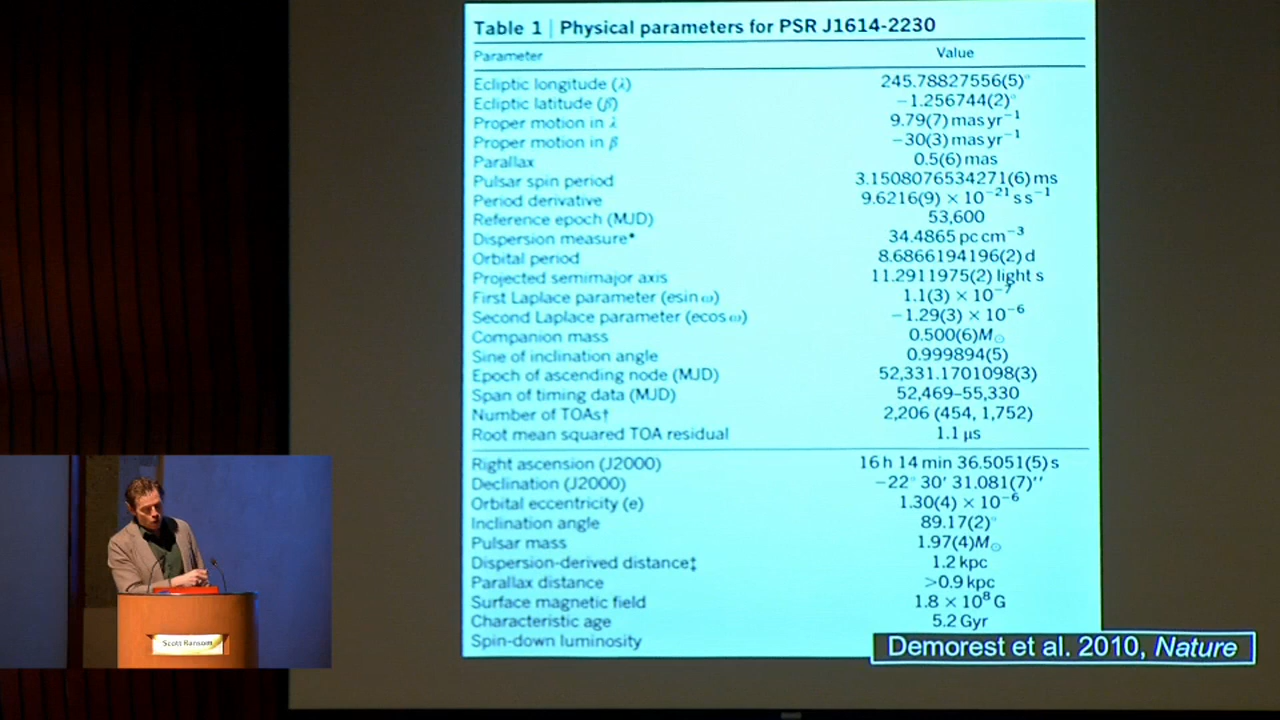 Table 1 | Physical parameters for PSR J1614-2230
Parameter Value
Ecliptic longitude (λ) 245.78827556(5)°
Ecliptic latitude (β) −1.256744(2)°
Proper motion in λ 9.79(7) mas yr⁻¹
Proper motion in β −30(3) mas yr⁻¹
Parallax 0.5(6) mas
Pulsar spin period 3.1508076534271(6) ms
Period derivative 9.6216(9) × 10⁻²¹ s s⁻¹
Reference epoch (MJD) 53,600
Dispersion measure* 34.4865 pc cm⁻³
Orbital period 8.6866194196(2) d
Projected semimajor axis 11.2911975(2) light s
First Laplace parameter (esin ω) 1.1(3) × 10⁻⁷
Second Laplace parameter (ecos ω) −1.29(3) × 10⁻⁶
Companion mass 0.500(6)M☉
Sine of inclination angle 0.999894(5)
Epoch of ascending node (MJD) 52,331.1701098(3)
Span of timing data (MJD) 52,469–55,330
Number of TOAs† 2,206 (454, 1,752)
Root mean squared TOA residual 1.1 μs
Right ascension (J2000) 16 h 14 min 36.5051(5) s
Declination (J2000) −22° 30′ 31.081(7)′′
Orbital eccentricity (e) 1.30(4) × 10⁻⁶
Inclination angle 89.17(2)°
Pulsar mass 1.97(4)M☉
Dispersion-derived distance‡ 1.2 kpc
Parallax distance >0.9 kpc
Surface magnetic field 1.8 × 10⁸ G
Characteristic age 5.2 Gyr
Spin-down luminosity
Demorest et al. 2010, Nature
Scott Ransom